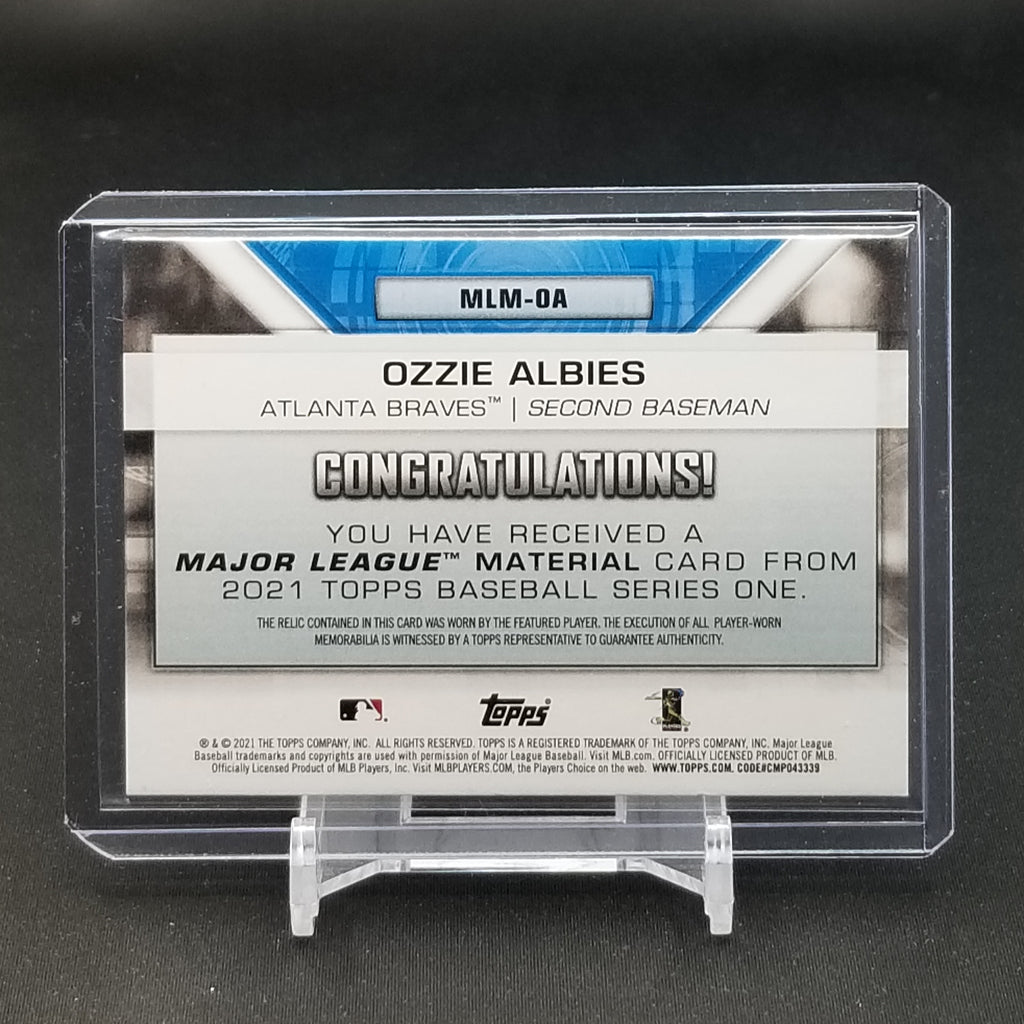 MLM-OA
OZZIE ALBIES
ATLANTA BRAVES™ | SECOND BASEMAN
CONGRATULATIONS!
YOU HAVE RECEIVED A
MAJOR LEAGUE™ MATERIAL CARD FROM
2021 TOPPS BASEBALL SERIES ONE.
THE RELIC CONTAINED IN THIS CARD WAS WORN BY THE FEATURED PLAYER. THE EXECUTION OF ALL PLAYER-WORN
MEMORABILIA IS WITNESSED BY A TOPPS REPRESENTATIVE TO GUARANTEE AUTHENTICITY.
topps®
® & © 2021 THE TOPPS COMPANY, INC. ALL RIGHTS RESERVED. TOPPS IS A REGISTERED TRADEMARK OF THE TOPPS COMPANY, INC. Major League
Baseball trademarks and copyrights are used with permission of Major League Baseball. Visit MLB.com. OFFICIALLY LICENSED PRODUCT OF MLB.
Officially Licensed Product of MLB Players, Inc. Visit MLBPLAYERS.COM, the Players Choice on the web. WWW.TOPPS.COM. CODE#CMP043339